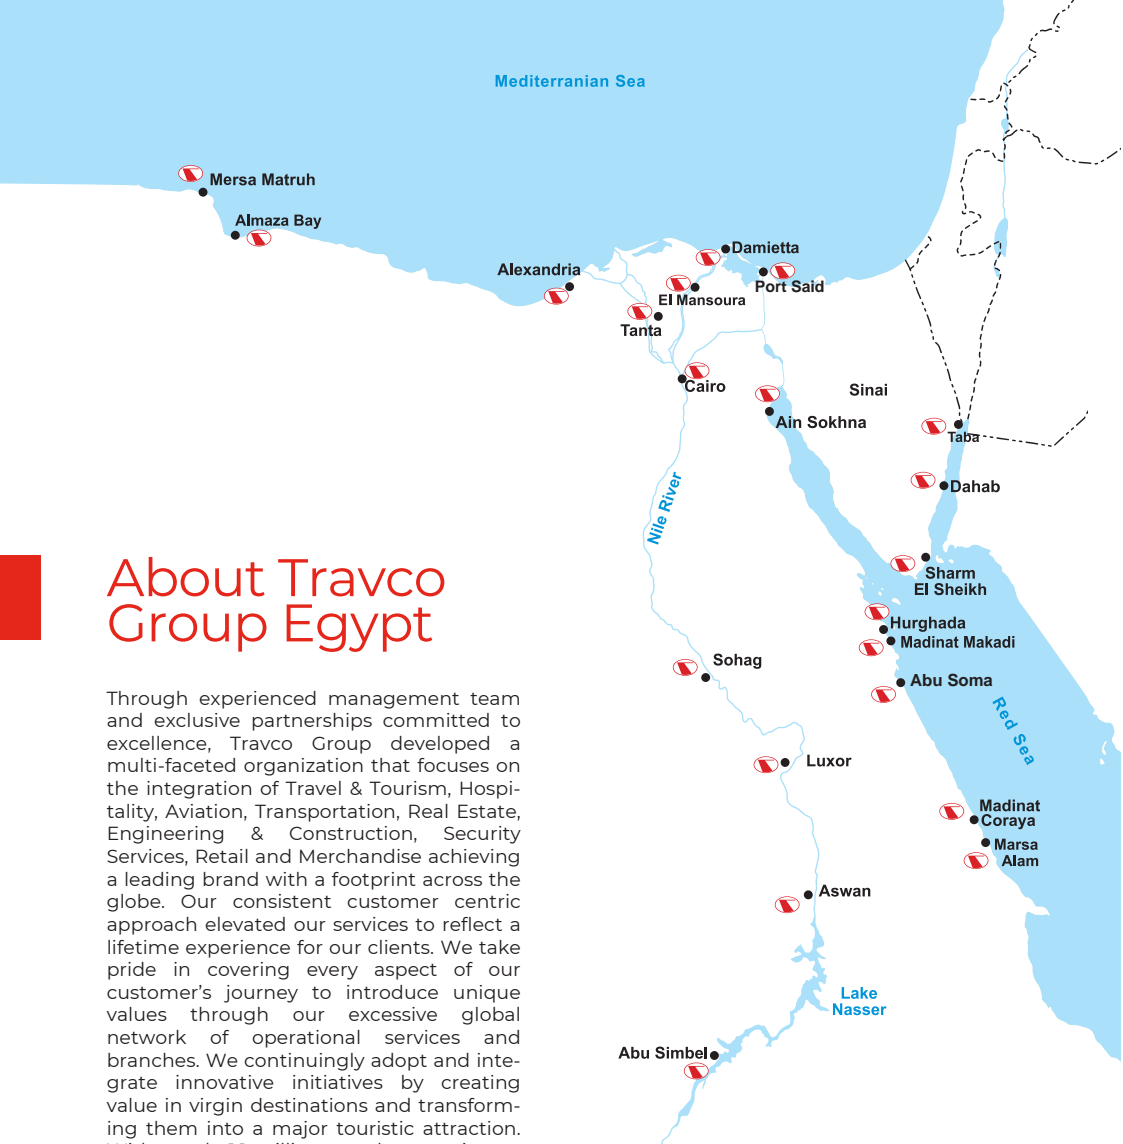 Mediterranian Sea
Mersa Matruh
Almaza Bay
Damietta
Alexandria
Port Said
El Mansoura
Tanta
Cairo
Sinai
Ain Sokhna
Taba
Dahab
Nile River
Sharm
El Sheikh
Hurghada
Madinat Makadi
Sohag
Abu Soma
Red Sea
Luxor
Madinat
Coraya
Marsa
Alam
Aswan
Lake
Nasser
Abu Simbel
About Travco
Group Egypt
Through experienced management team
and exclusive partnerships committed to
excellence, Travco Group developed a
multi-faceted organization that focuses on
the integration of Travel & Tourism, Hospi-
tality, Aviation, Transportation, Real Estate,
Engineering & Construction, Security
Services, Retail and Merchandise achieving
a leading brand with a footprint across the
globe. Our consistent customer centric
approach elevated our services to reflect a
lifetime experience for our clients. We take
pride in covering every aspect of our
customer’s journey to introduce unique
values through our excessive global
network of operational services and
branches. We continuingly adopt and inte-
grate innovative initiatives by creating
value in virgin destinations and transform-
ing them into a major touristic attraction.